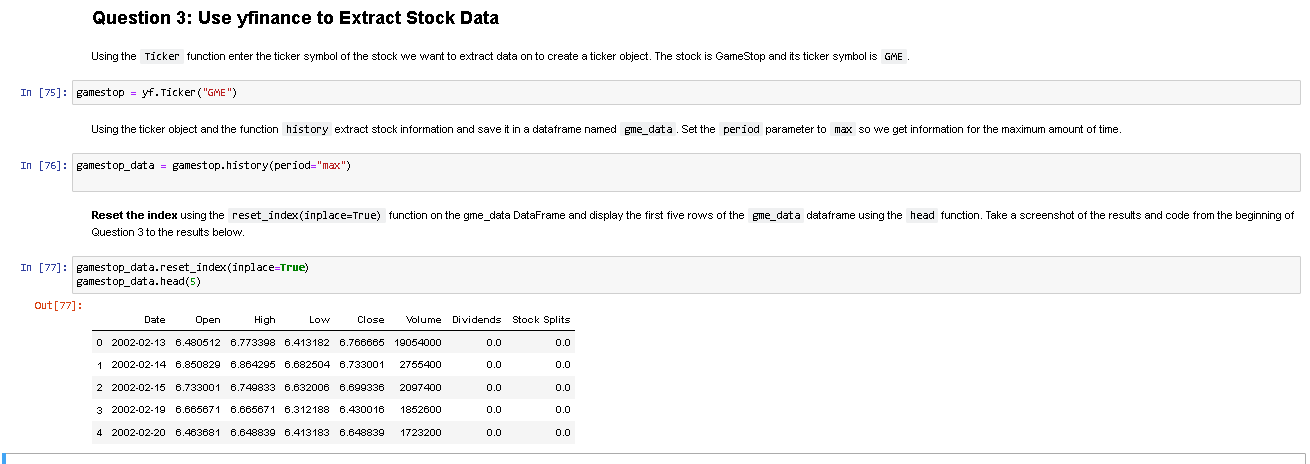 Question 3: Use yfinance to Extract Stock Data
Using the Ticker function enter the ticker symbol of the stock we want to extract data on to create a ticker object. The stock is GameStop and its ticker symbol is GME .
In [75]: gamestop = yf.Ticker("GME")
Using the ticker object and the function history extract stock information and save it in a dataframe named gme_data . Set the period parameter to max so we get information for the maximum amount of time.
In [76]: gamestop_data = gamestop.history(period="max")
Reset the index using the reset_index(inplace=True) function on the gme_data DataFrame and display the first five rows of the gme_data dataframe using the head function. Take a screenshot of the results and code from the beginning of
Question 3 to the results below.
In [77]: gamestop_data.reset_index(inplace=True)
gamestop_data.head(5)
Out[77]:
Date Open High Low Close Volume Dividends Stock Splits
0 2002-02-13 6.480512 6.773398 6.413182 6.766665 19054000 0.0 0.0
1 2002-02-14 6.850829 6.864295 6.682504 6.733001 2755400 0.0 0.0
2 2002-02-15 6.733001 6.749833 6.632006 6.699336 2097400 0.0 0.0
3 2002-02-19 6.665671 6.665671 6.312188 6.430016 1852600 0.0 0.0
4 2002-02-20 6.463681 6.648839 6.413183 6.648839 1723200 0.0 0.0